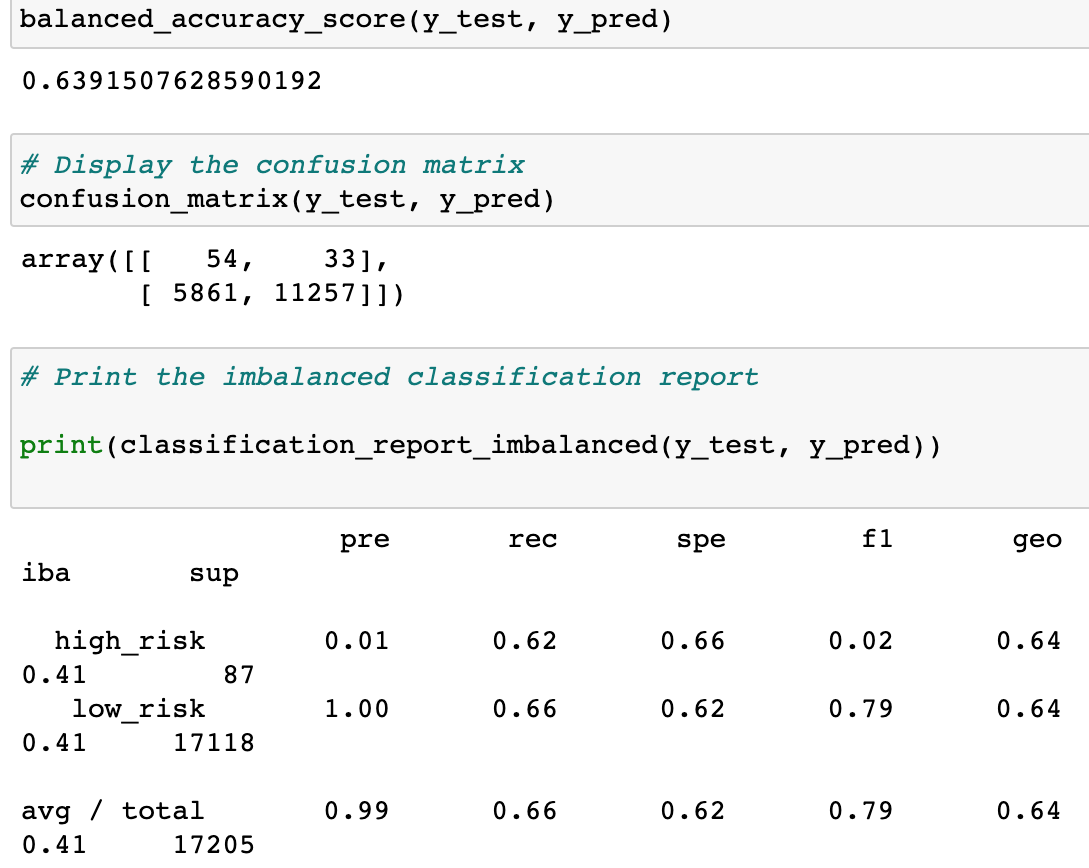 balanced_accuracy_score(y_test, y_pred)
0.6391507628590192
# Display the confusion matrix
confusion_matrix(y_test, y_pred)
array([[   54,    33],
       [ 5861, 11257]])
# Print the imbalanced classification report
print(classification_report_imbalanced(y_test, y_pred))
                   pre       rec       spe        f1       geo
iba       sup
  high_risk       0.01      0.62      0.66      0.02      0.64
0.41        87
   low_risk       1.00      0.66      0.62      0.79      0.64
0.41     17118
avg / total       0.99      0.66      0.62      0.79      0.64
0.41     17205